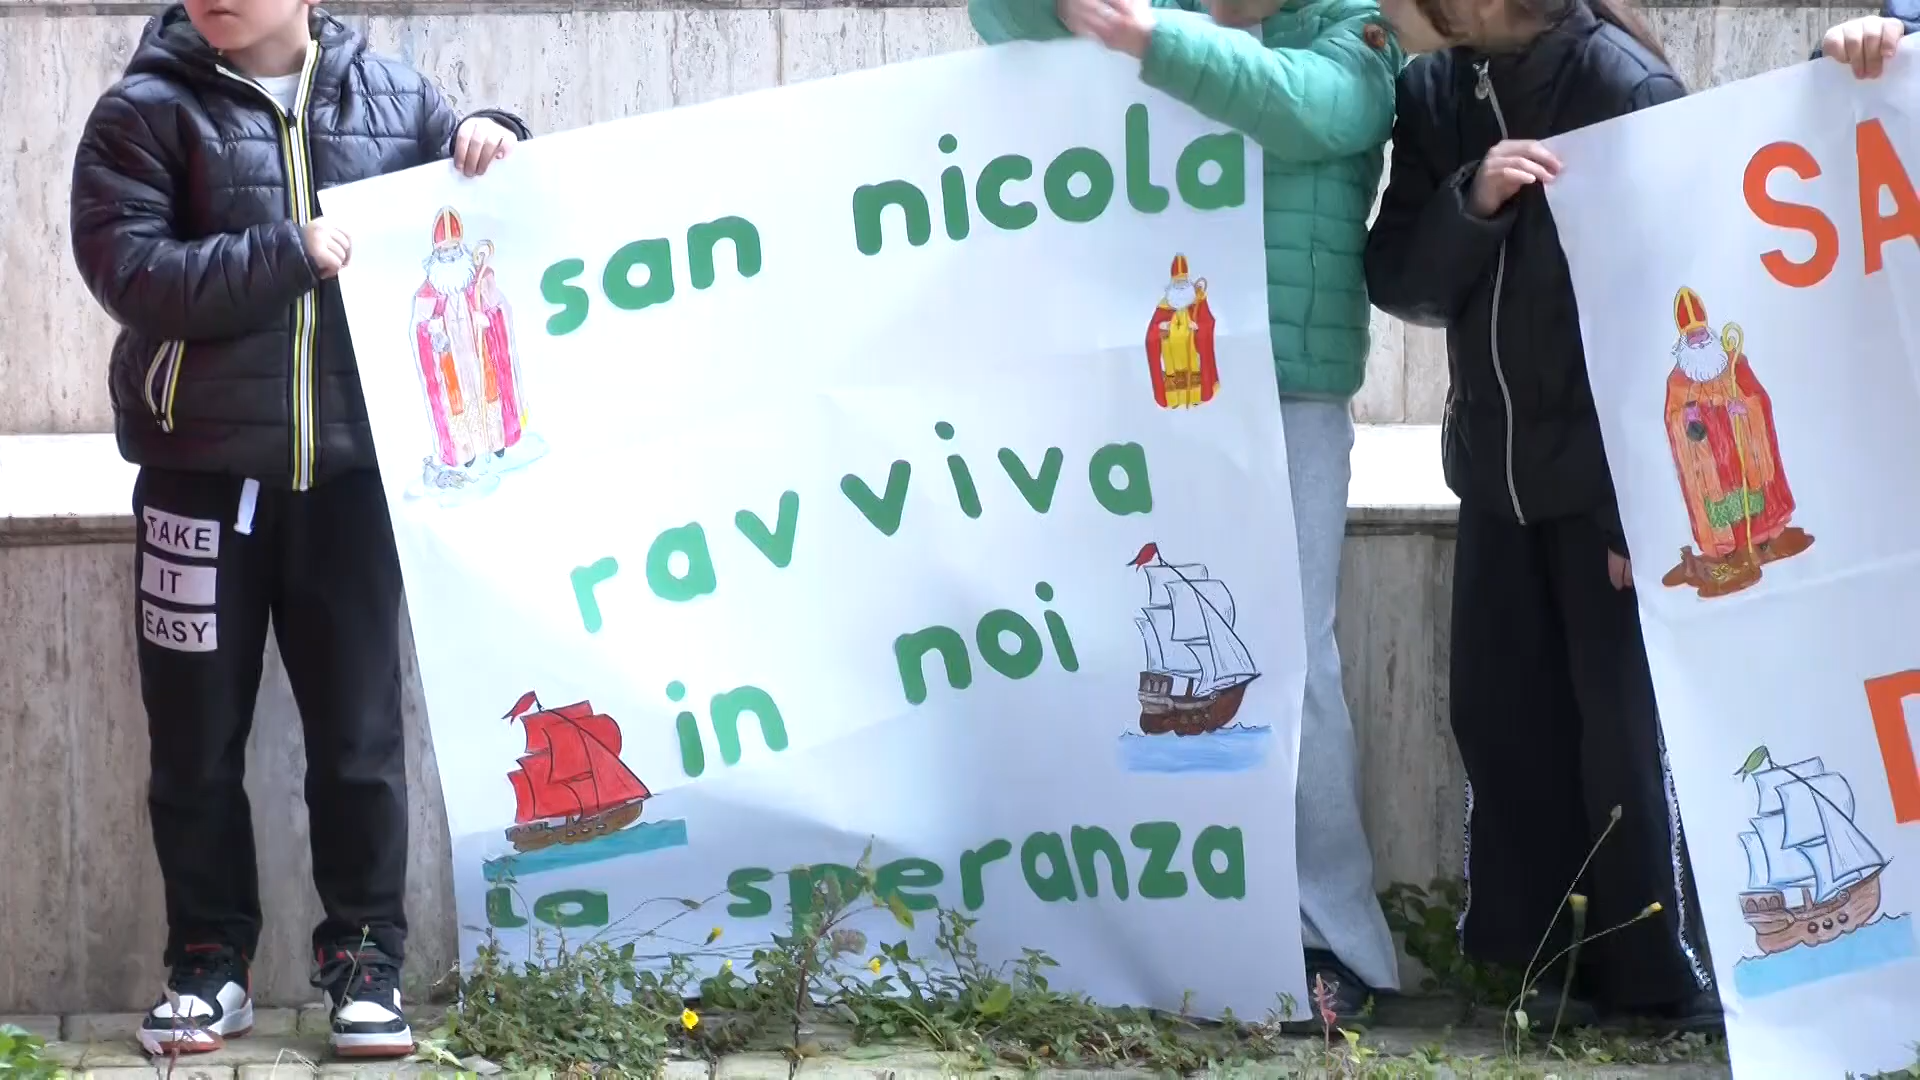 san nicola
ravviva
in noi
la speranza
SA
D
TAKE
IT
EASY